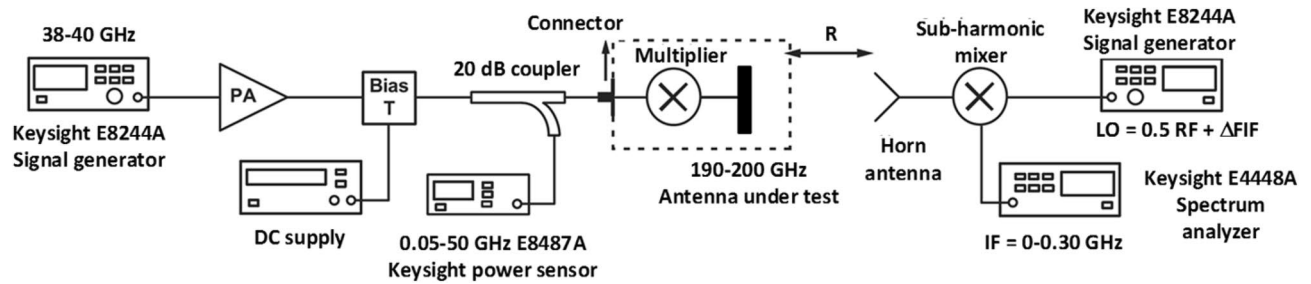 38-40 GHz
Keysight E8244A
Signal generator
PA
Bias
T
DC supply
20 dB coupler
0.05-50 GHz E8487A
Keysight power sensor
Connector
Multiplier
190-200 GHz
Antenna under test
R
Horn
antenna
Sub-harmonic
mixer
Keysight E8244A
Signal generator
LO = 0.5 RF + ΔFIF
Keysight E4448A
Spectrum
analyzer
IF = 0-0.30 GHz